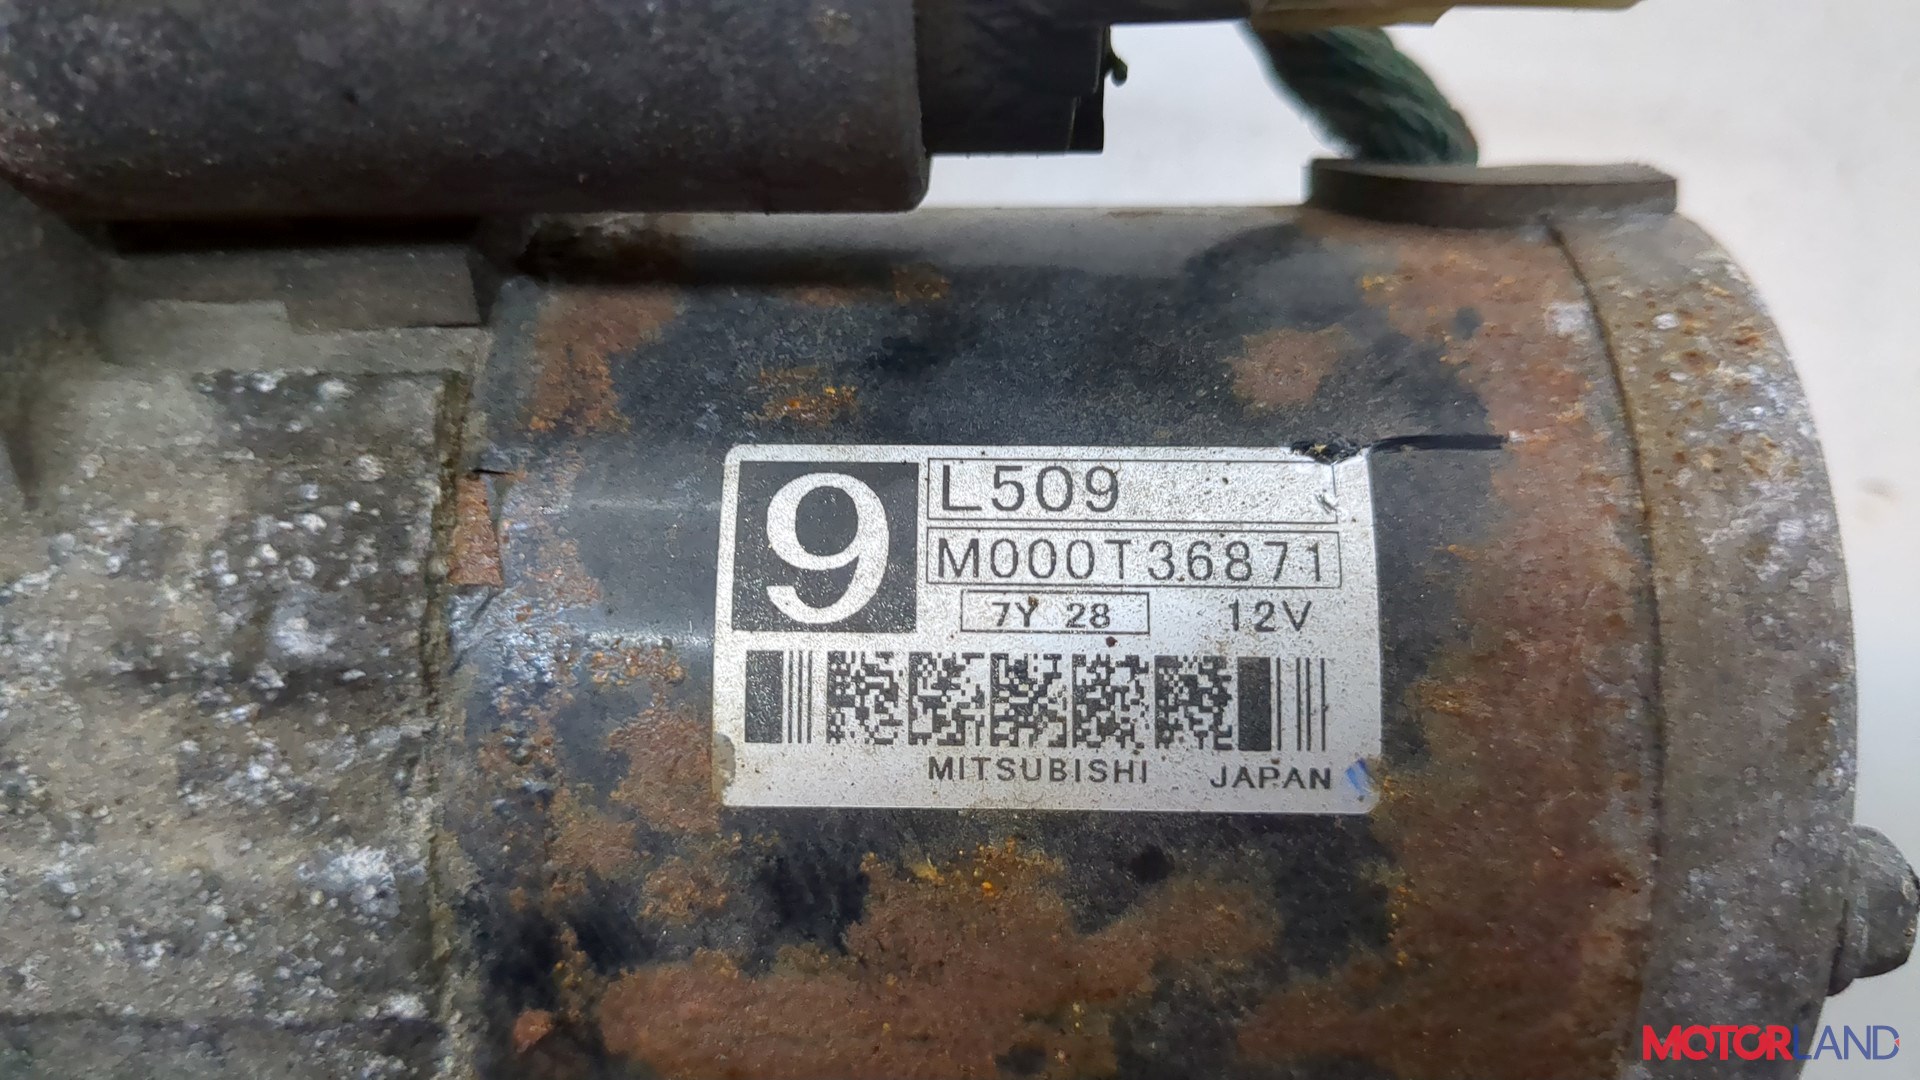 9
L509
M000T36871
7Y 28 12V
MITSUBISHI JAPAN
MOTORLAND